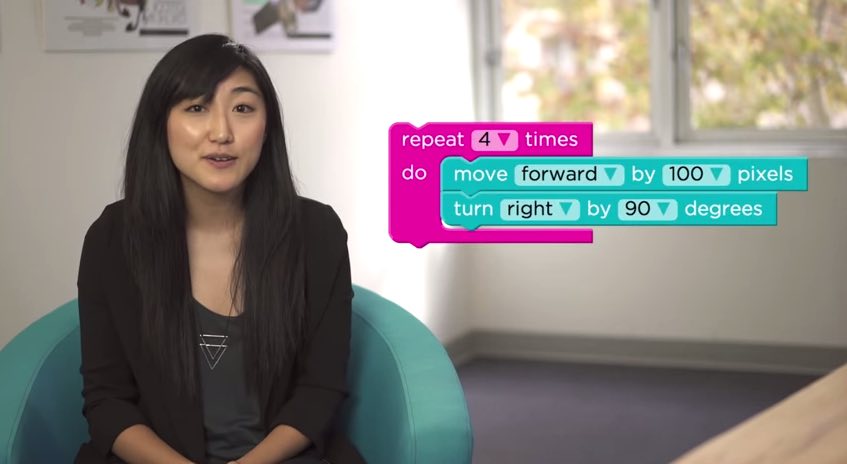 repeat 4 times
do move forward by 100 pixels
turn right by 90 degrees